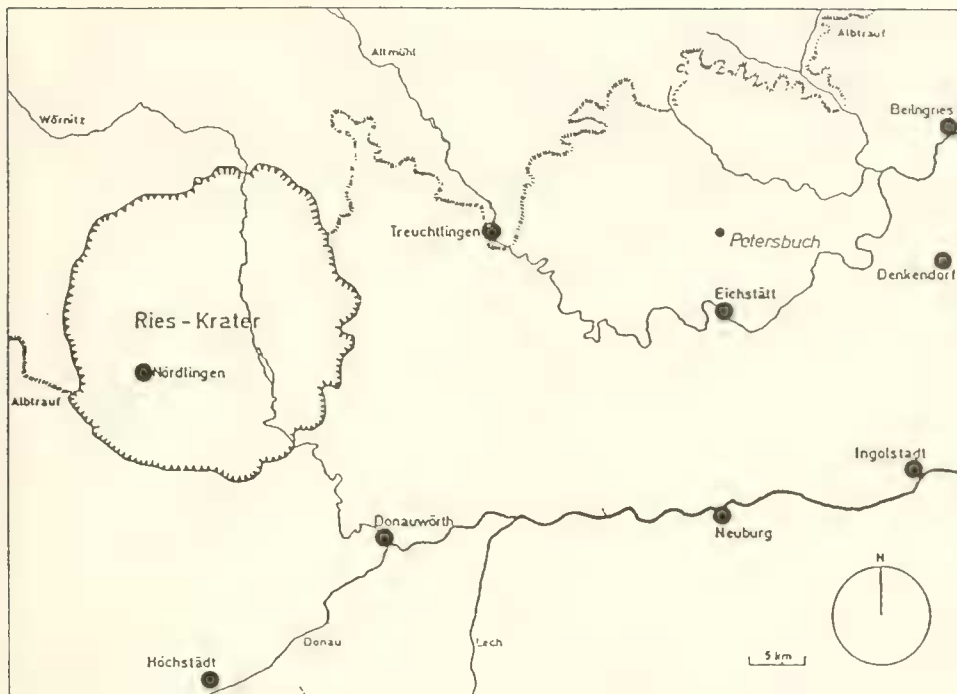 Altmühl
Albtrauf
Wörnitz
Beilngries
Treuchtlingen
Petersbuch
Denkendorf
Eichstätt
Ries-Krater
Nördlingen
Albtrauf
Ingolstadt
Donauwörth
Neuburg
N
Donau
Lech
5 km
Höchstädt